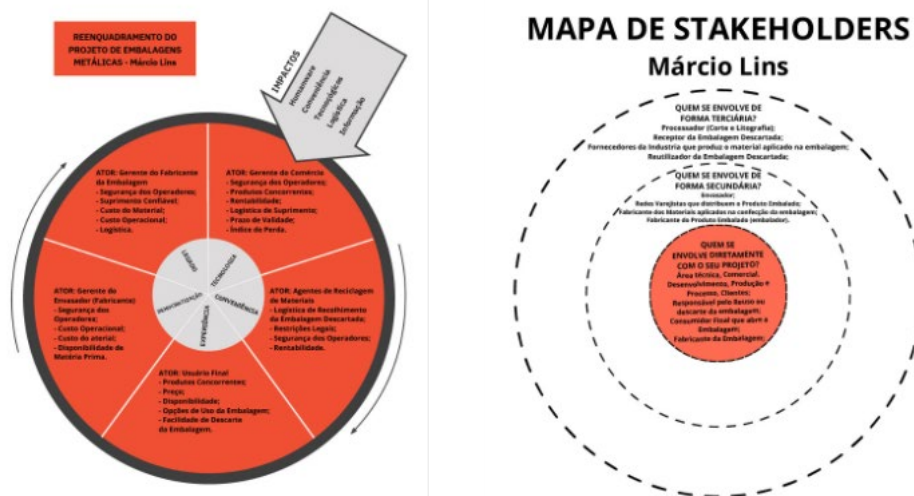 REENQUADRAMENTO DO
PROJETO DE EMBALAGENS
METÁLICAS - Márcio Lins
IMPACTOS
Humanware
Conveniência
Tecnológicos
Logística
Informação
ATOR: Gerente do Fabricante
da Embalagem
- Segurança dos Operadores;
- Suprimento Confiável;
- Custo do Material;
- Custo Operacional;
- Logística.
ATOR: Gerente do Comércio
- Segurança dos Operadores;
- Produtos Concorrentes;
- Rentabilidade;
- Logística de Suprimento;
- Prazo de Validade;
- Índice de Perda.
LEGADO
TECNOLOGIA
DEMOCRATIZAÇÃO
CONVENIÊNCIA
EXPERIÊNCIA
ATOR: Gerente do
Envasador (Fabricante)
- Segurança dos
Operadores;
- Custo Operacional;
- Custo do aterial;
- Disponibilidade de
Matéria Prima.
ATOR: Agentes de Reciclagem
de Materiais
- Logística de Recolhimento
da Embalagem Descartada;
- Restrições Legais;
- Segurança dos Operadores;
- Rentabilidade.
ATOR: Usuário Final
- Produtos Concorrentes;
- Preço;
- Disponibilidade;
- Opções de Uso da Embalagem;
- Facilidade de Descarte
da Embalagem.
MAPA DE STAKEHOLDERS
Márcio Lins
QUEM SE ENVOLVE DE
FORMA TERCIÁRIA?
Processador (Corte e Litografia);
Receptor da Embalagem Descartada;
Fornecedores da Industria que produz o material aplicado na embalagem;
Reutilizador da Embalagem Descartada;
QUEM SE ENVOLVE DE
FORMA SECUNDÁRIA?
Envasador;
Redes Varejistas que distribuem o Produto Embalado;
Fabricante dos Materiais aplicados na confecção da embalagem;
Fabricante do Produto Embalado (embalador).
QUEM SE
ENVOLVE DIRETAMENTE
COM O SEU PROJETO?
Área técnica, Comercial,
Desenvolvimento, Produção e
Processo, Clientes;
Responsável pelo Reuso ou
descarte da embalagem;
Consumidor Final que abre a
Embalagem;
Fabricante da Embalagem;